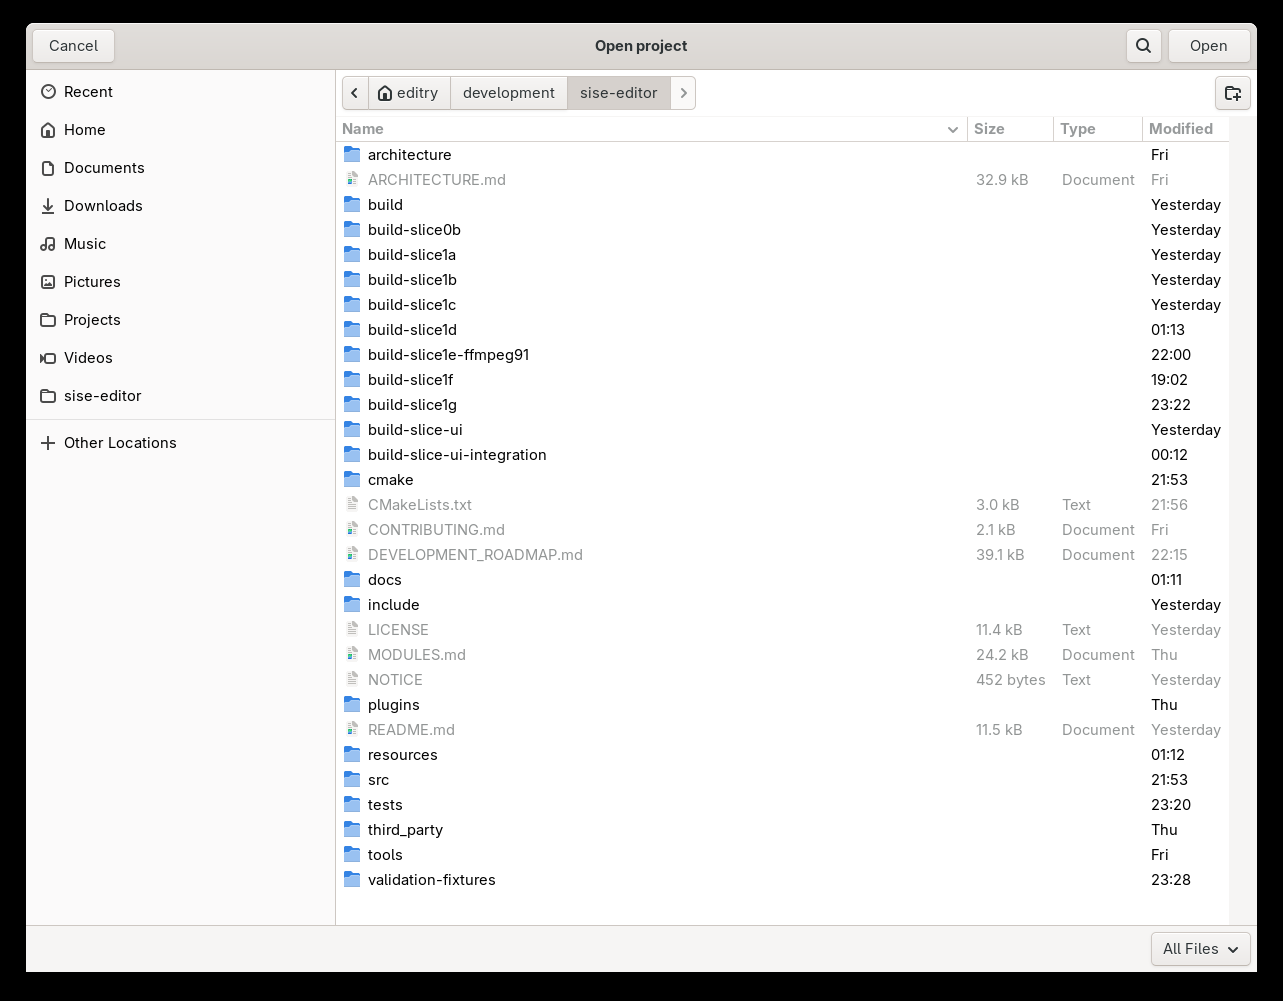 Cancel Open project Open
Recent
Home
Documents
Downloads
Music
Pictures
Projects
Videos
sise-editor
Other Locations
editry development sise-editor
Name Size Type Modified
architecture Fri
ARCHITECTURE.md 32.9 kB Document Fri
build Yesterday
build-slice0b Yesterday
build-slice1a Yesterday
build-slice1b Yesterday
build-slice1c Yesterday
build-slice1d 01:13
build-slice1e-ffmpeg91 22:00
build-slice1f 19:02
build-slice1g 23:22
build-slice-ui Yesterday
build-slice-ui-integration 00:12
cmake 21:53
CMakeLists.txt 3.0 kB Text 21:56
CONTRIBUTING.md 2.1 kB Document Fri
DEVELOPMENT_ROADMAP.md 39.1 kB Document 22:15
docs 01:11
include Yesterday
LICENSE 11.4 kB Text Yesterday
MODULES.md 24.2 kB Document Thu
NOTICE 452 bytes Text Yesterday
plugins Thu
README.md 11.5 kB Document Yesterday
resources 01:12
src 21:53
tests 23:20
third_party Thu
tools Fri
validation-fixtures 23:28
All Files